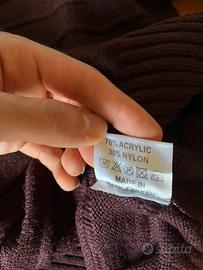 70% ACRYLIC
30% NYLON
MADE IN
subito